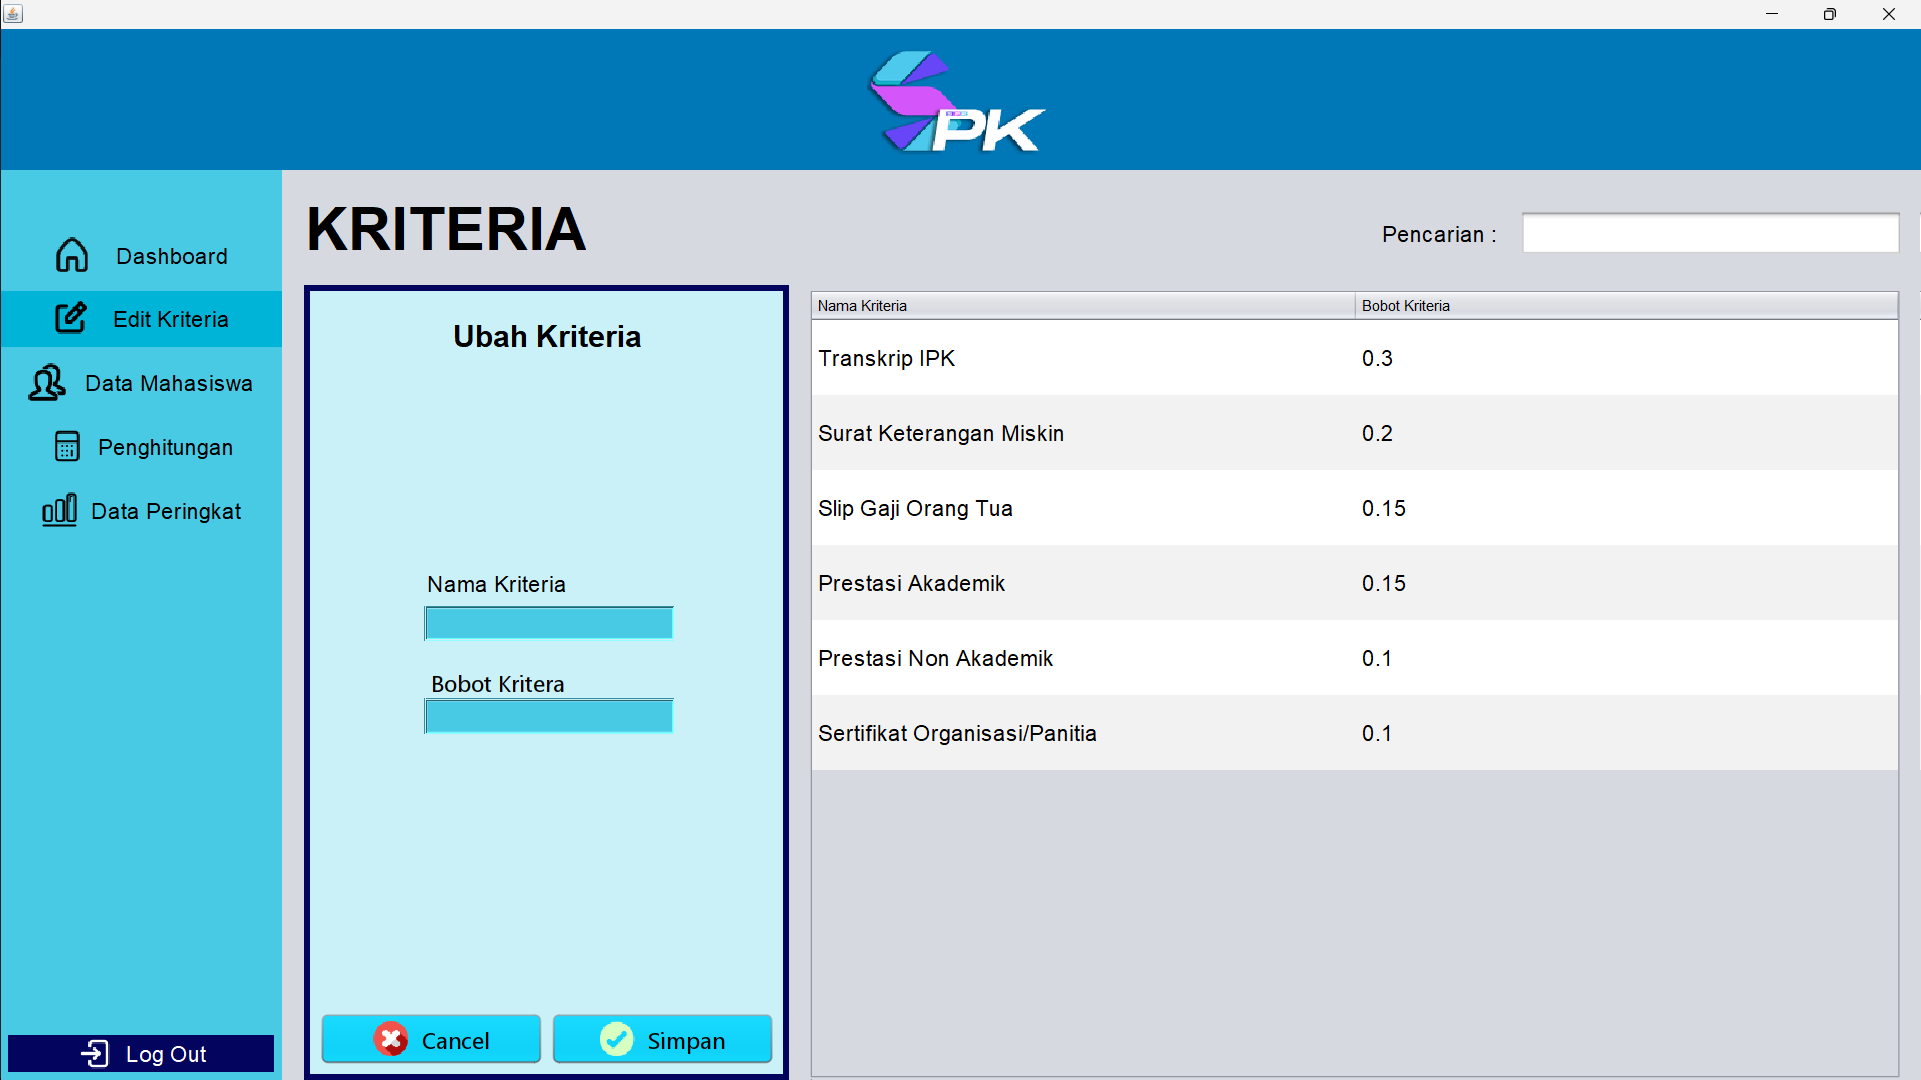 SPK
KRITERIA
Pencarian :
Dashboard
Edit Kriteria
Data Mahasiswa
Penghitungan
Data Peringkat
Log Out
Ubah Kriteria
Nama Kriteria
Bobot Kritera
Cancel
Simpan
Nama Kriteria Bobot Kriteria
Transkrip IPK 0.3
Surat Keterangan Miskin 0.2
Slip Gaji Orang Tua 0.15
Prestasi Akademik 0.15
Prestasi Non Akademik 0.1
Sertifikat Organisasi/Panitia 0.1